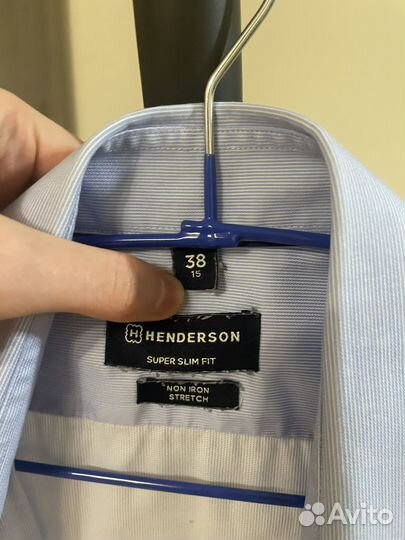 38
15
HENDERSON
SUPER SLIM FIT
NON IRON
STRETCH
Avito